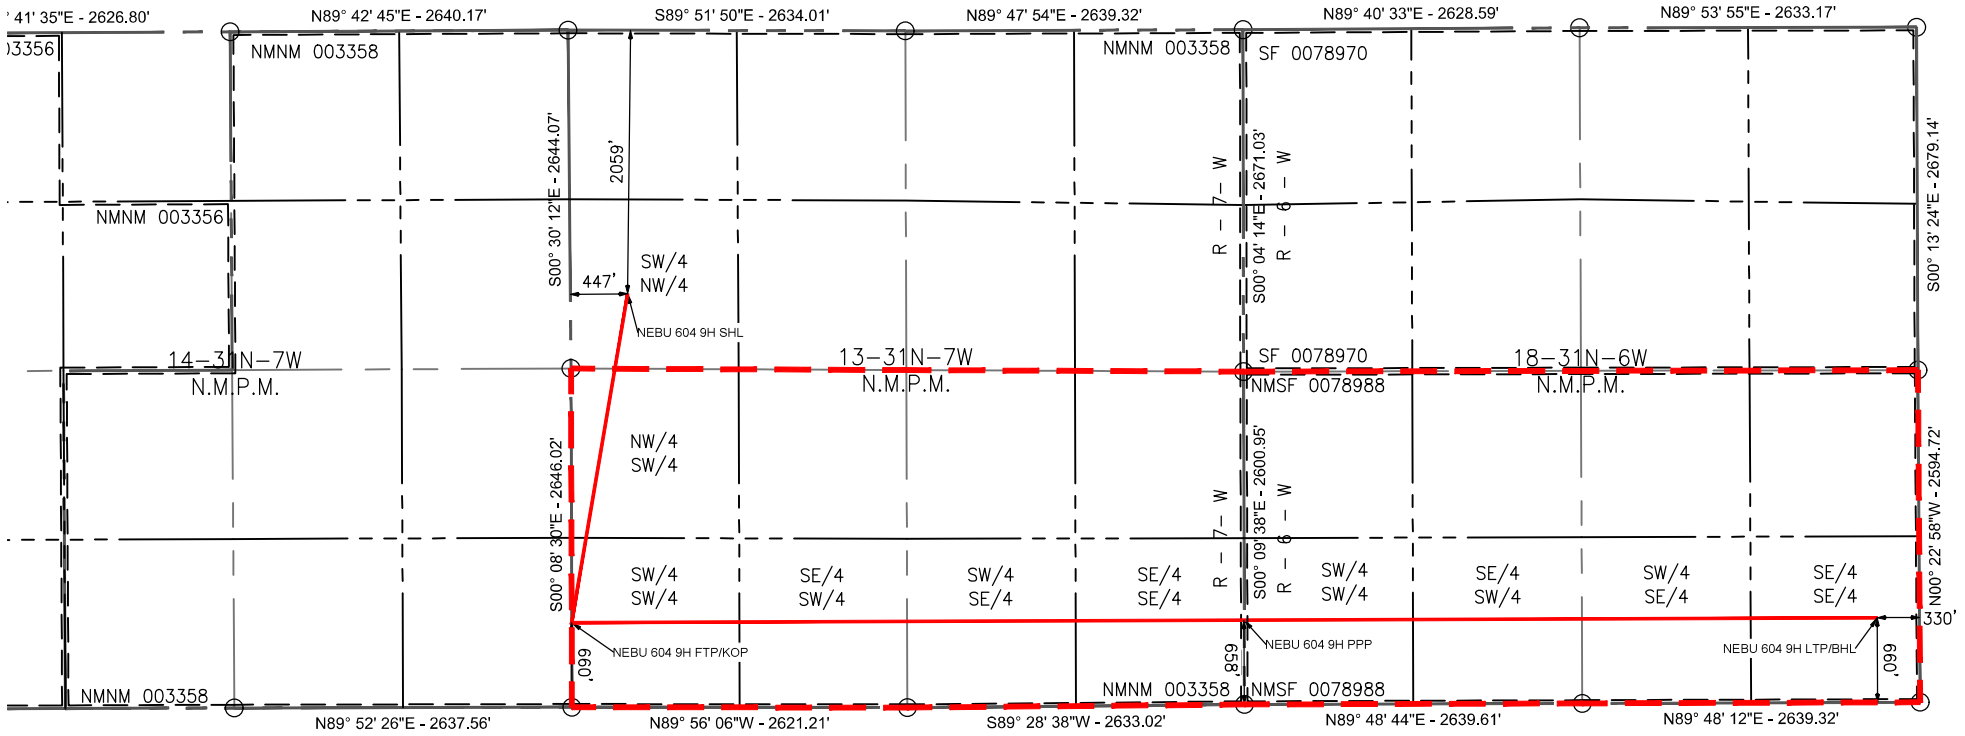 ' 41' 35"E - 2626.80'
N89° 42' 45"E - 2640.17'
S89° 51' 50"E - 2634.01'
N89° 47' 54"E - 2639.32'
N89° 40' 33"E - 2628.59'
N89° 53' 55"E - 2633.17'
03356
NMNM 003358
NMNM 003358
SF 0078970
S00° 30' 12"E - 2644.07'
2059'
R - 7 - W
S00° 04' 14"E - 2671.03'
R - 6 - W
S00° 13' 24"E - 2679.14'
NMNM 003356
SW/4
NW/4
447'
NEBU 604 9H SHL
14-31N-7W
N.M.P.M.
13-31N-7W
N.M.P.M.
SF 0078970
NMSF 0078988
18-31N-6W
N.M.P.M.
NW/4
SW/4
S00° 08' 30"E - 2646.02'
R - 7 - W
S00° 09' 38"E - 2600.95'
R - 6 - W
N00° 22' 58"W - 2594.72'
SW/4
SW/4
SE/4
SW/4
SW/4
SE/4
SE/4
SE/4
SW/4
SW/4
SE/4
SW/4
SW/4
SE/4
SE/4
SE/4
330'
NEBU 604 9H FTP/KOP
660'
658'
NEBU 604 9H PPP
NEBU 604 9H LTP/BHL
660'
NMNM 003358
NMNM 003358
NMSF 0078988
N89° 52' 26"E - 2637.56'
N89° 56' 06"W - 2621.21'
S89° 28' 38"W - 2633.02'
N89° 48' 44"E - 2639.61'
N89° 48' 12"E - 2639.32'